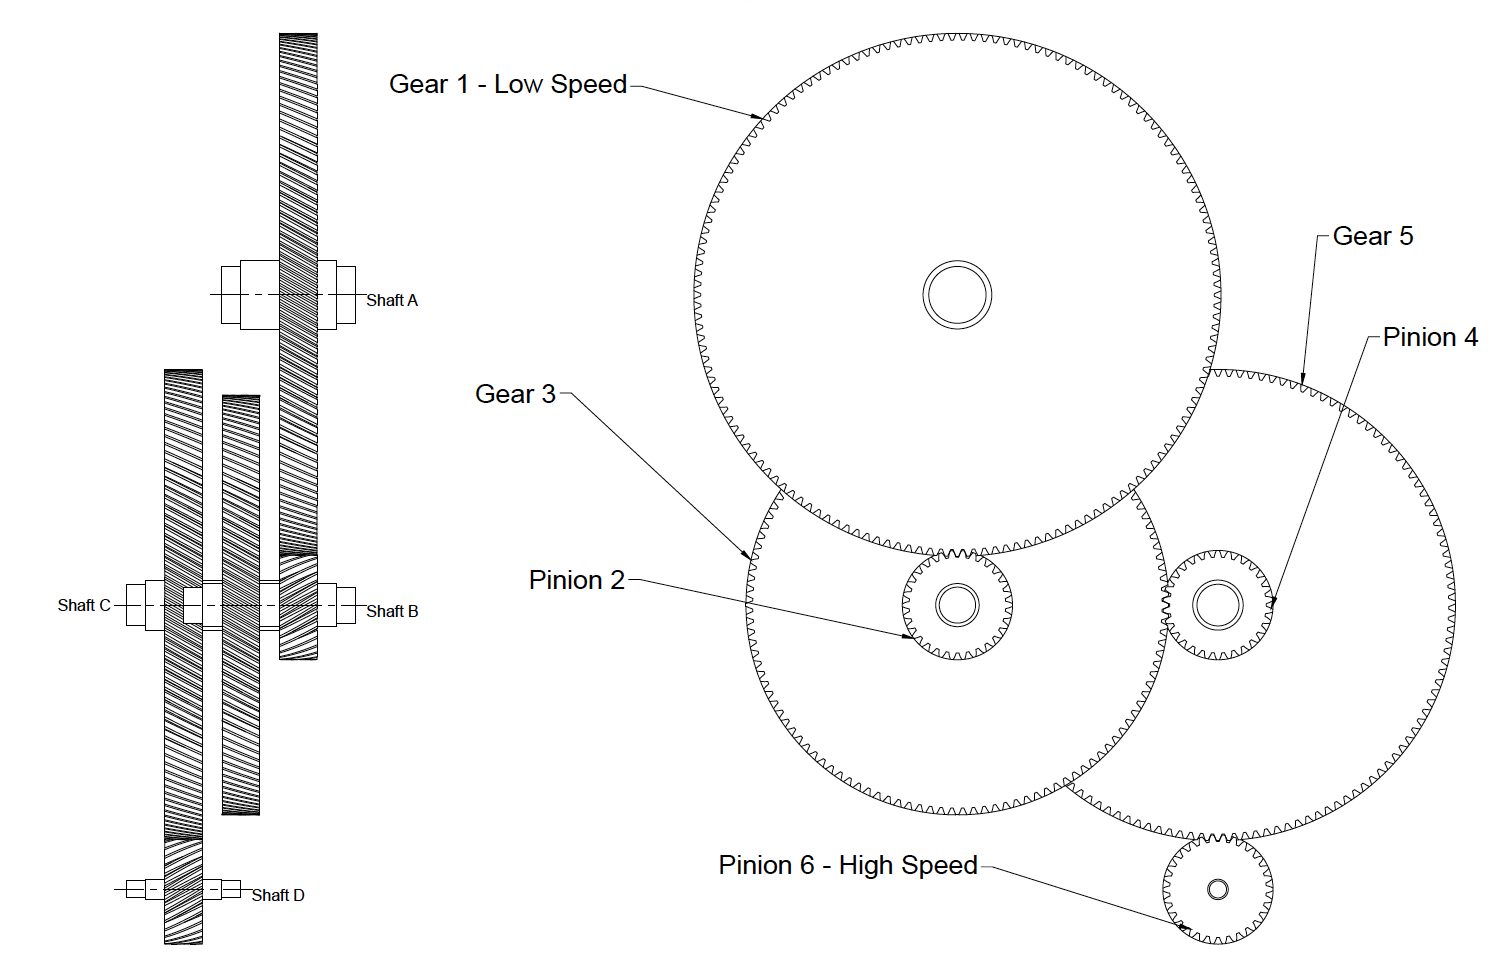 Gear 1 - Low Speed
Gear 5
Shaft A
Pinion 4
Gear 3
Pinion 2
Shaft C
Shaft B
Pinion 6 - High Speed
Shaft D